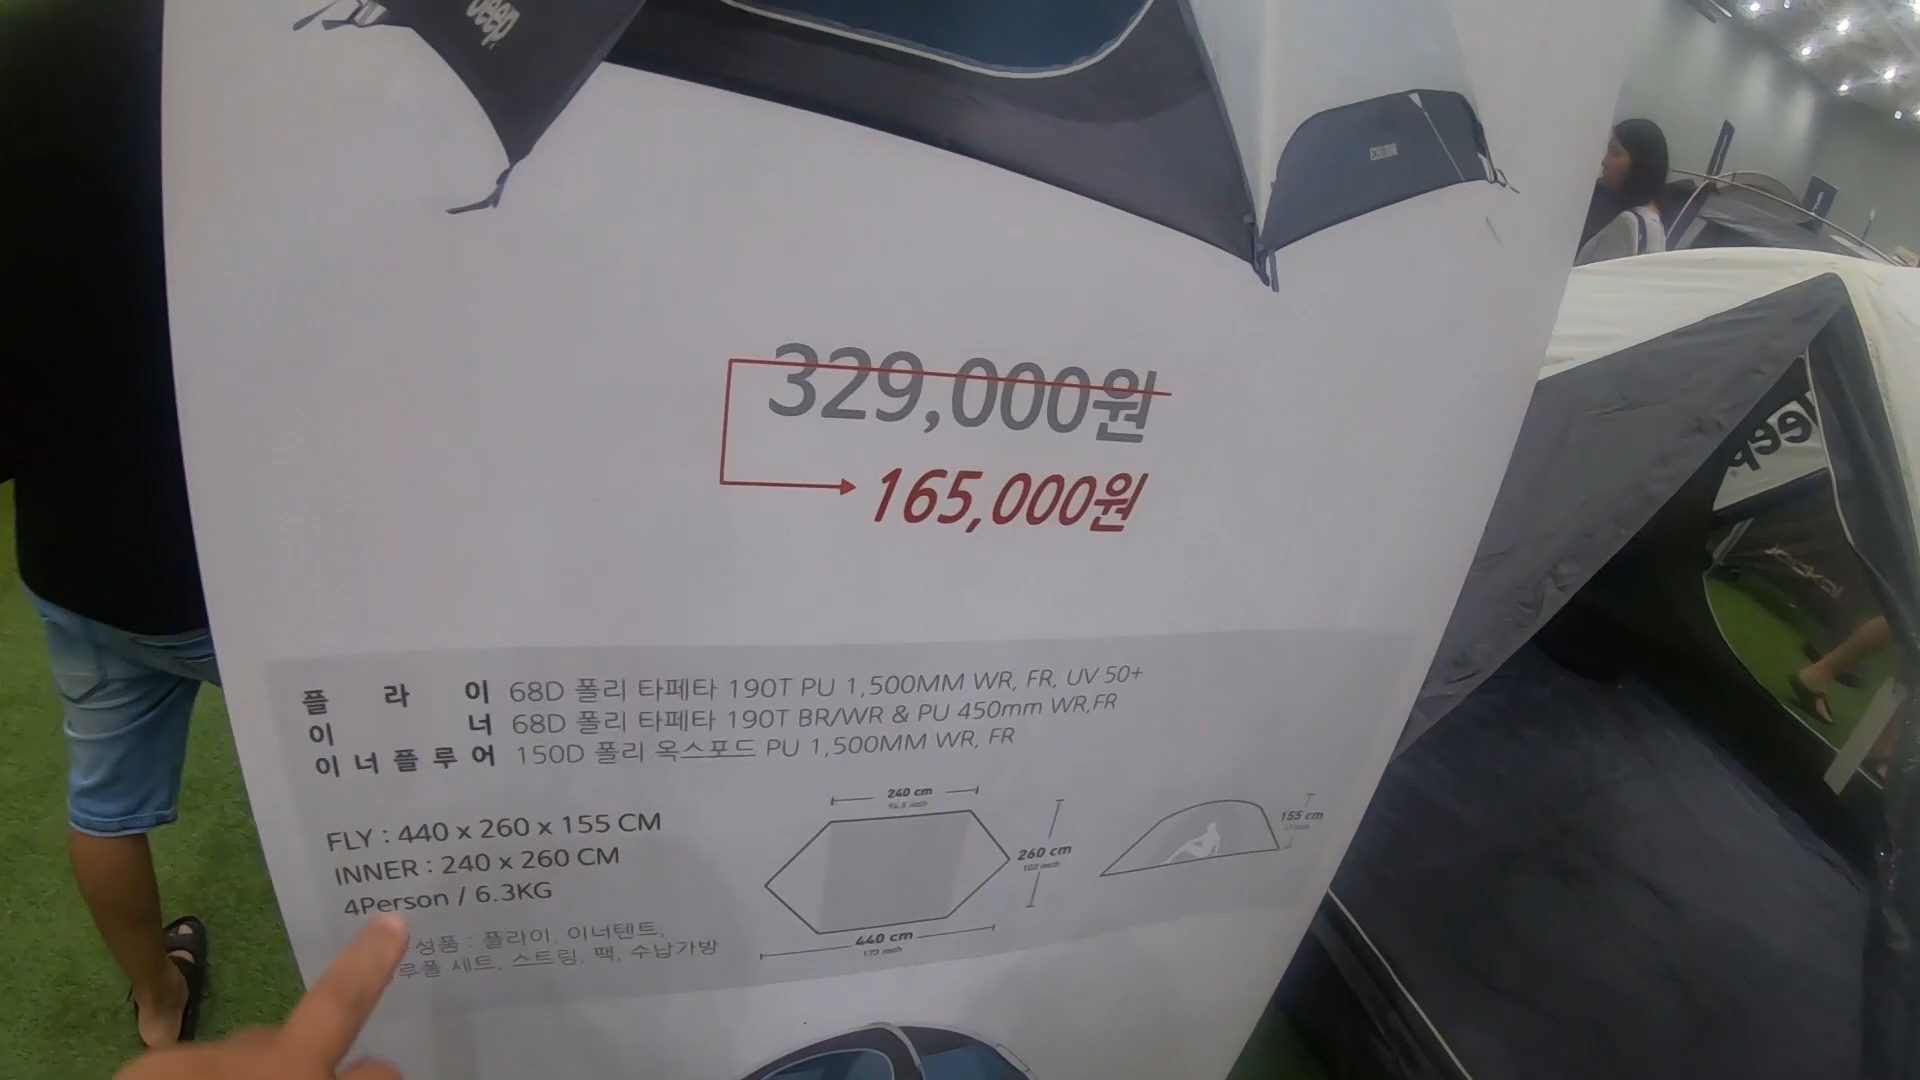 Jeep
329,000원
165,000원
플 라 이 68D 폴리 타페타 190T PU 1,500MM WR, FR, UV 50+
이 너 68D 폴리 타페타 190T BR/WR & PU 450mm WR,FR
이너플루어 150D 폴리 옥스포드 PU 1,500MM WR, FR
FLY : 440 x 260 x 155 CM
INNER : 240 x 260 CM
4Person / 6.3KG
성품 : 플라이, 이너텐트,
루폴 세트, 스트링, 팩, 수납가방
240 cm
260 cm
102 inch
440 cm
155 cm
Jeep